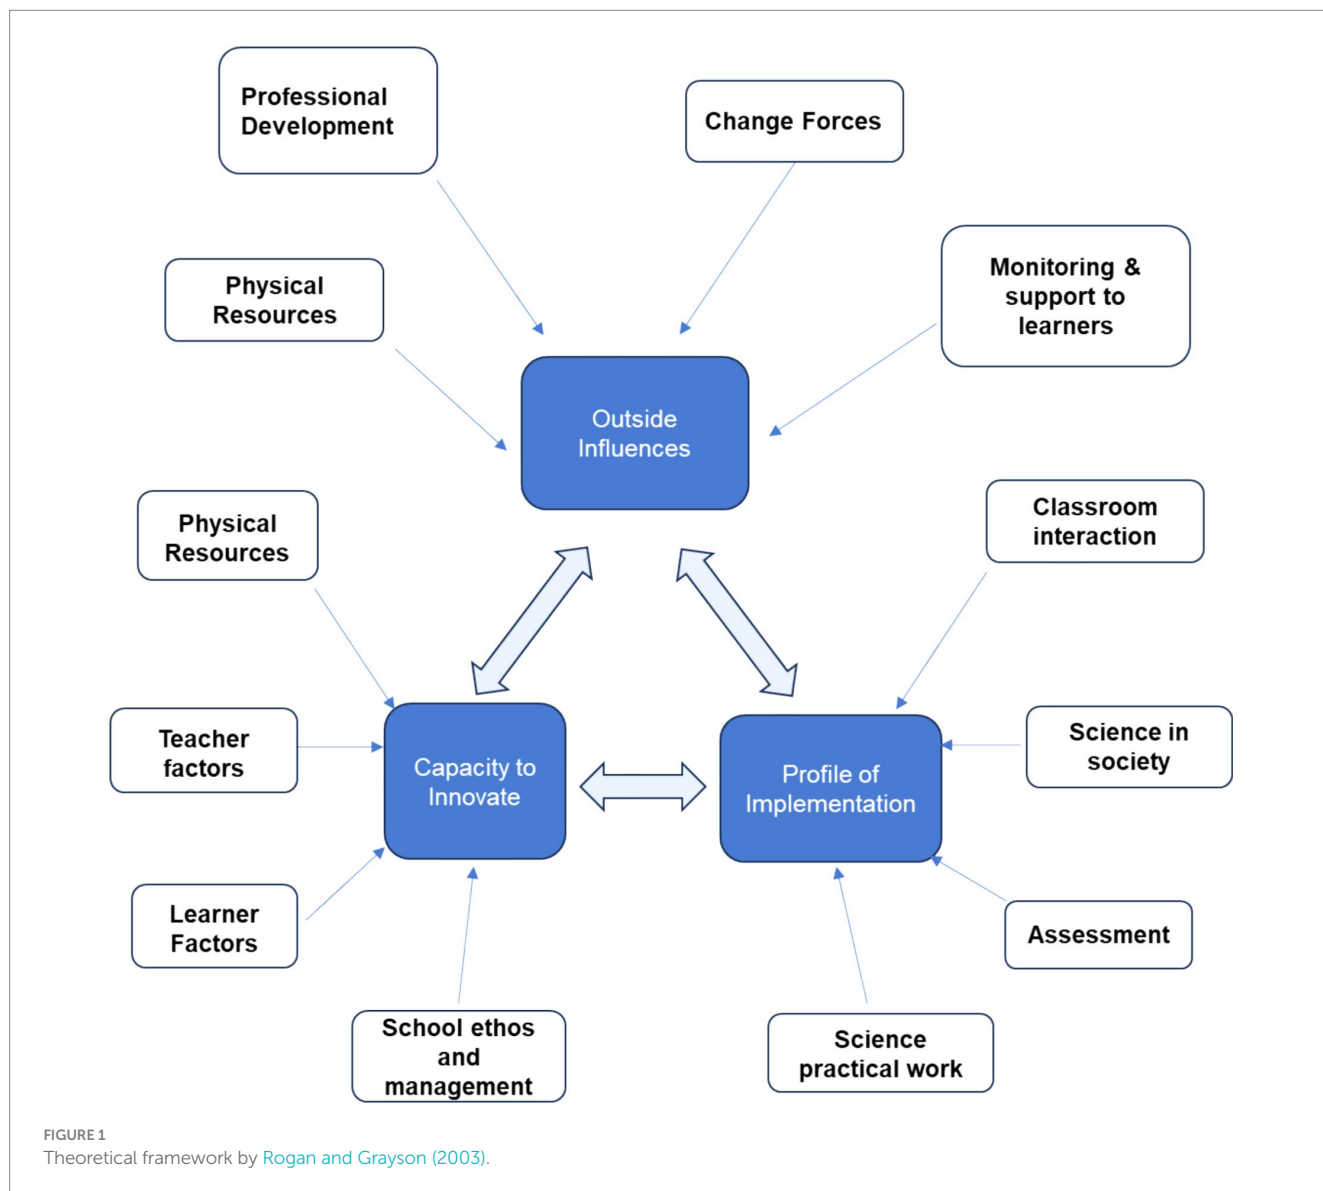 Professional
Development
Change Forces
Physical
Resources
Monitoring &
support to
learners
Outside
Influences
Physical
Resources
Classroom
interaction
Teacher
factors
Capacity to
Innovate
Profile of
Implementation
Science in
society
Learner
Factors
Assessment
School ethos
and
management
Science
practical work
FIGURE 1
Theoretical framework by Rogan and Grayson (2003).